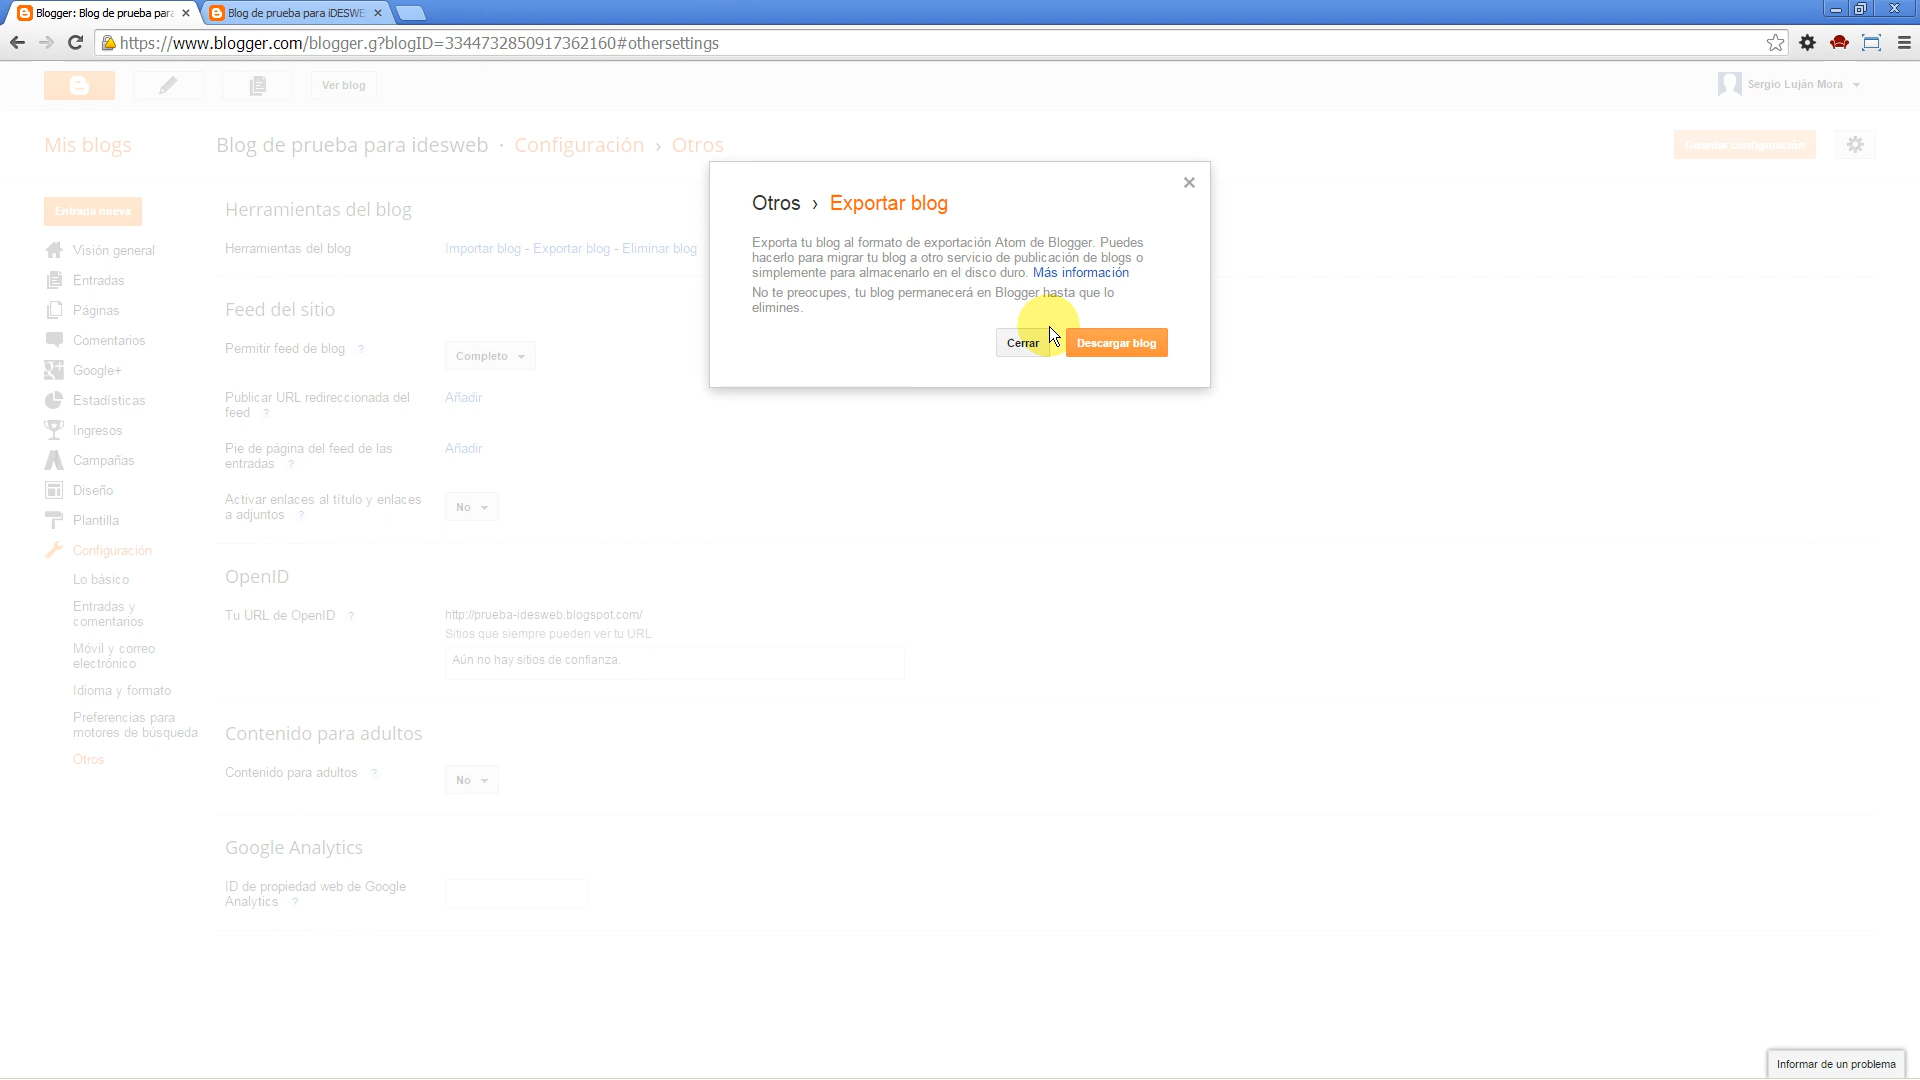 Blogger: Blog de prueba para
Blog de prueba para iDESWE
https://www.blogger.com/blogger.g?blogID=3344732850917362160#othersettings
Ver blog
Sergio Luján Mora
Mis blogs
Blog de prueba para idesweb · Configuración › Otros
Guardar configuración
Entrada nueva
Visión general
Entradas
Páginas
Comentarios
Google+
Estadísticas
Ingresos
Campañas
Diseño
Plantilla
Configuración
Lo básico
Entradas y
comentarios
Móvil y correo
electrónico
Idioma y formato
Preferencias para
motores de búsqueda
Otros
Herramientas del blog
Herramientas del blog
Importar blog - Exportar blog - Eliminar blog
Feed del sitio
Permitir feed de blog ?
Completo
Publicar URL redireccionada del
feed ?
Añadir
Pie de página del feed de las
entradas ?
Añadir
Activar enlaces al título y enlaces
a adjuntos ?
No
OpenID
Tu URL de OpenID ?
http://prueba-idesweb.blogspot.com/
Sitios que siempre pueden ver tu URL
Aún no hay sitios de confianza.
Contenido para adultos
Contenido para adultos ?
No
Google Analytics
ID de propiedad web de Google
Analytics ?
Otros › Exportar blog
Exporta tu blog al formato de exportación Atom de Blogger. Puedes
hacerlo para migrar tu blog a otro servicio de publicación de blogs o
simplemente para almacenarlo en el disco duro. Más información
No te preocupes, tu blog permanecerá en Blogger hasta que lo
elimines.
Cerrar
Descargar blog
Informar de un problema